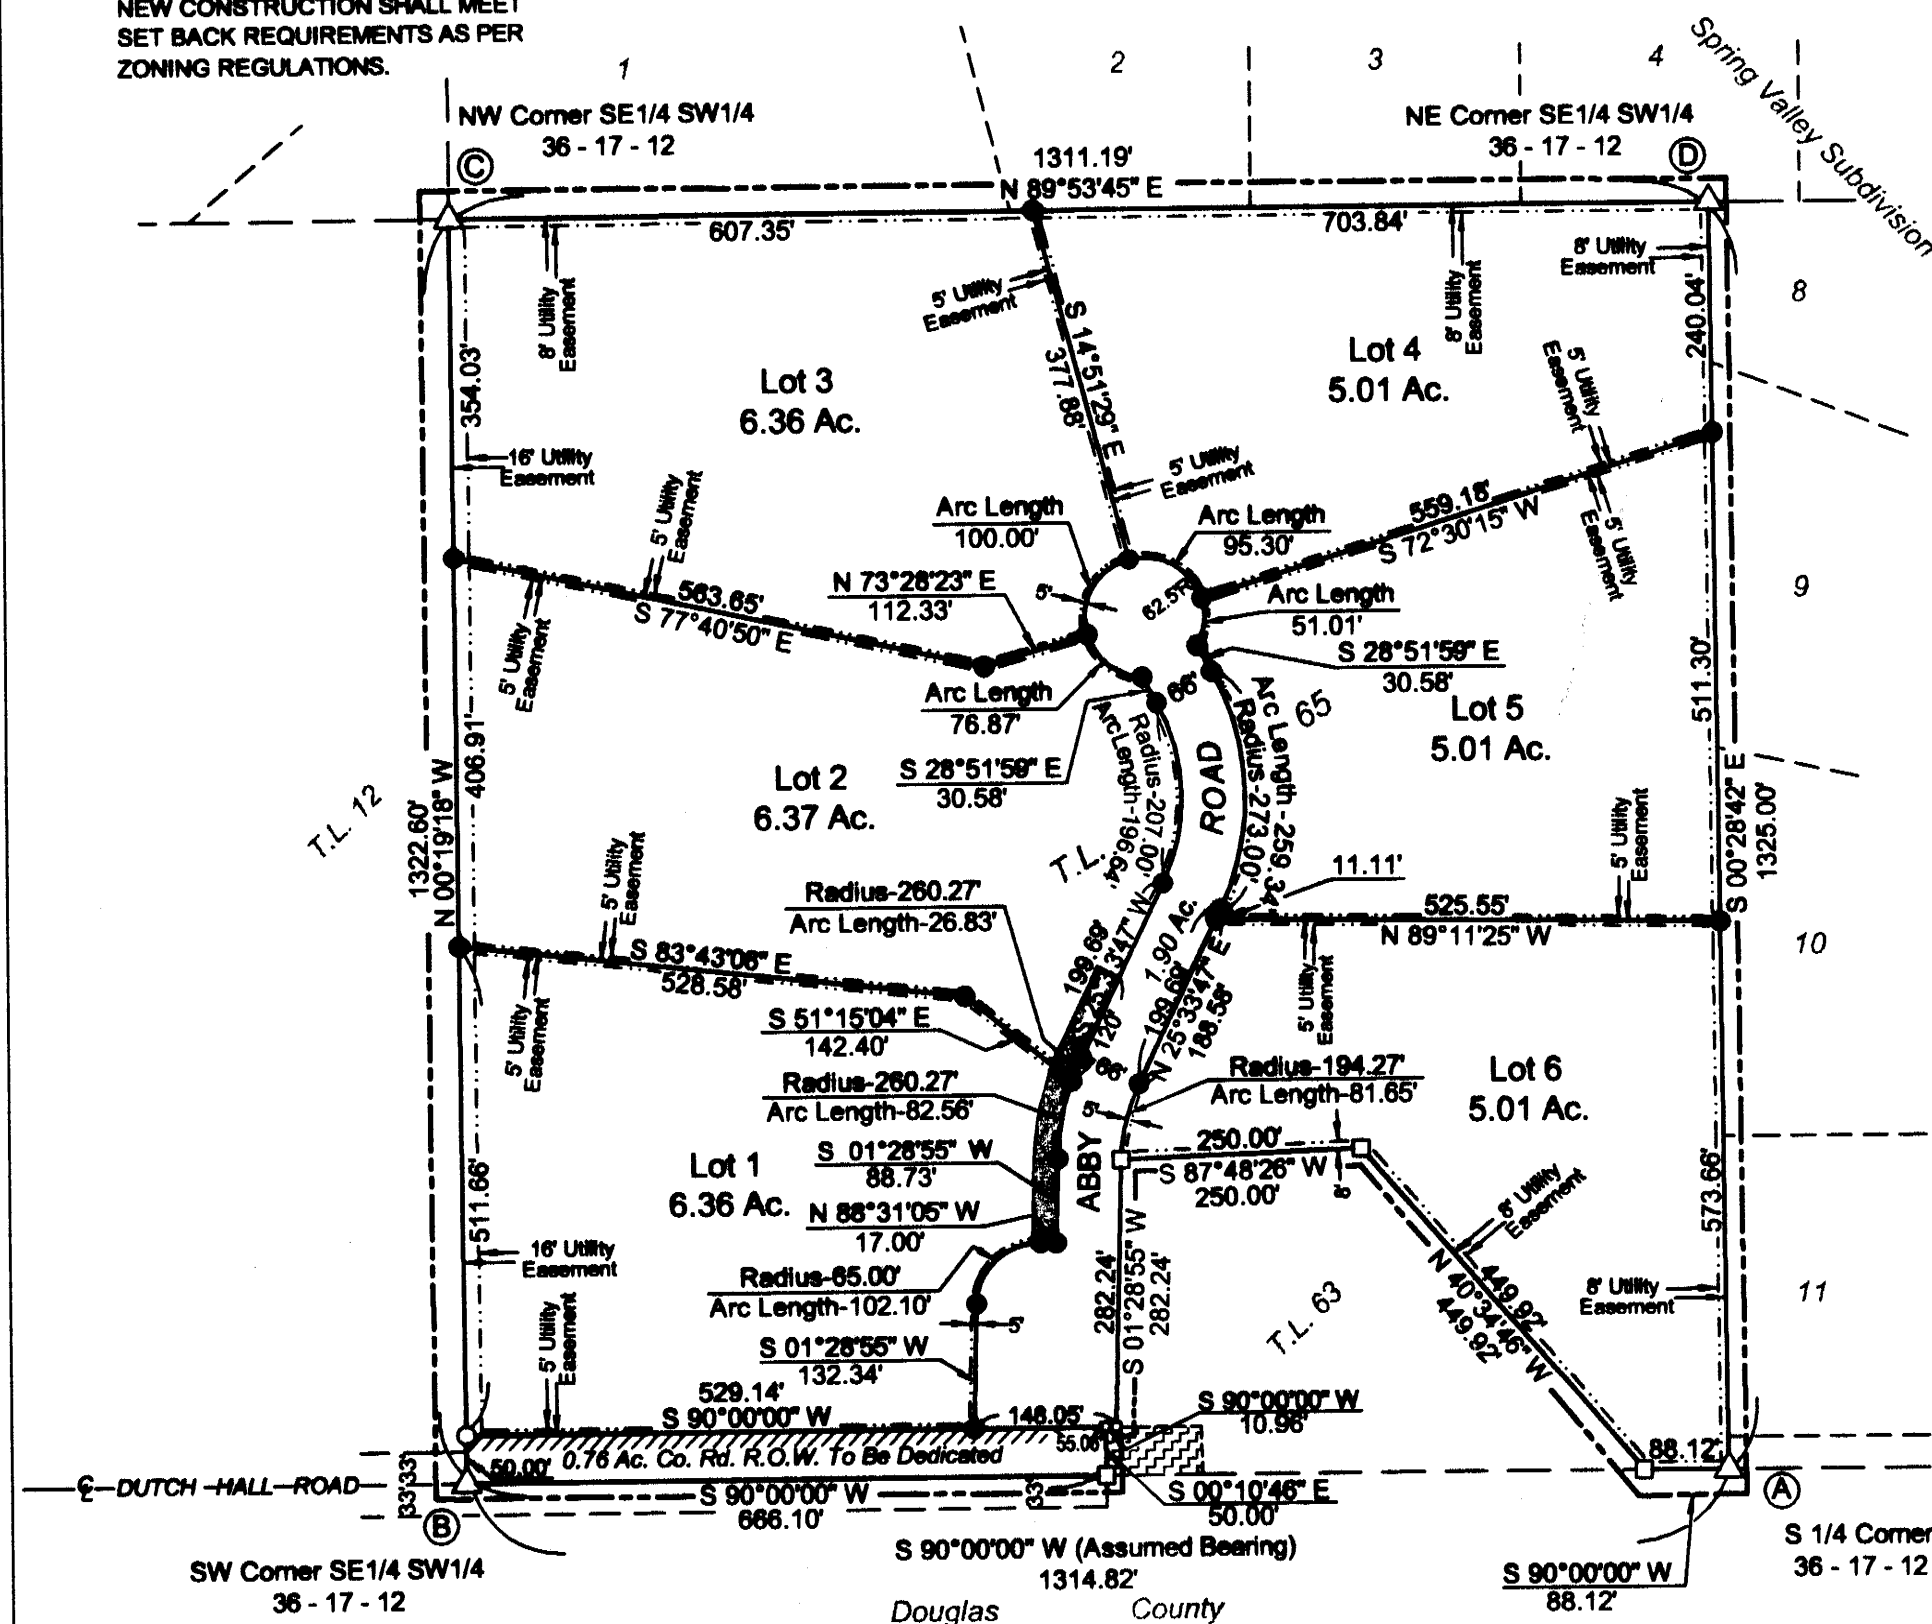 NEW CONSTRUCTION SHALL MEET
SET BACK REQUIREMENTS AS PER
ZONING REGULATIONS.
1
2
3
4
Spring Valley Subdivision
NW Corner SE1/4 SW1/4
36 - 17 - 12
C
NE Corner SE1/4 SW1/4
36 - 17 - 12
D
1311.19'
N 89°53'45" E
607.35'
703.84'
8' Utility
Easement
5' Utility
Easement
8' Utility
Easement
8' Utility
Easement
240.04'
8
354.03'
S 14°51'29" E
377.88'
Lot 3
6.36 Ac.
Lot 4
5.01 Ac.
5' Utility
Easement
16' Utility
Easement
5' Utility
Easement
5' Utility
Easement
559.18'
S 72°30'15" W
5' Utility
Easement
Arc Length
100.00'
Arc Length
95.30'
N 73°28'23" E
112.33'
5'
62.5'R
Arc Length
51.01'
9
563.65'
S 77°40'50" E
5' Utility
Easement
S 28°51'59" E
30.58'
Arc Length
76.87'
66'
65
511.30'
Lot 5
5.01 Ac.
Arc Length - 259.34'
Radius-273.00'
Radius-207.00'
ArcLength-196.64'
S 28°51'59" E
30.58'
ROAD
Lot 2
6.37 Ac.
406.91'
T.L. 12
1322.60'
N 00°19'18" W
S 00°28'42" E
1325.00'
T.L.
5' Utility
Easement
5' Utility
Easement
11.11'
Radius-260.27'
Arc Length-26.83'
525.55'
N 89°11'25" W
10
1.90 Ac.
199.69'
S 25°33'47" W
120'
199.69'
N 25°33'47" E
188.58'
S 83°43'06" E
528.58'
5' Utility
Easement
5' Utility
Easement
S 51°15'04" E
142.40'
66'
Radius-194.27'
Arc Length-81.65'
Lot 6
5.01 Ac.
Radius-260.27'
Arc Length-82.56'
5'
ABBY
250.00'
S 87°48'26" W
250.00'
8'
S 01°28'55" W
88.73'
Lot 1
6.36 Ac.
573.66'
8' Utility
Easement
N 88°31'05" W
17.00'
511.66'
16' Utility
Easement
282.24'
S 01°28'55" W
282.24'
Radius-65.00'
Arc Length-102.10'
449.92'
N 40°34'46" W
449.92'
8' Utility
Easement
11
T.L. 63
5' Utility
Easement
5'
S 01°28'55" W
132.34'
529.14'
S 90°00'00" W
148.05'
S 90°00'00" W
10.96'
55.06'
0.76 Ac. Co. Rd. R.O.W. To Be Dedicated
50.00'
88.12'
℄ DUTCH HALL ROAD
33'
33'
S 90°00'00" W
666.10'
33'
S 00°10'46" E
50.00'
A
B
S 90°00'00" W (Assumed Bearing)
1314.82'
S 1/4 Corner
36 - 17 - 12
SW Corner SE1/4 SW1/4
36 - 17 - 12
S 90°00'00" W
88.12'
Douglas County